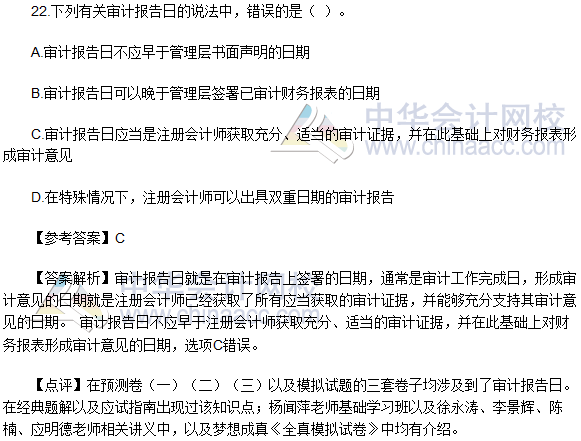 22.下列有关审计报告日的说法中，错误的是（ ）。
A.审计报告日不应早于管理层书面声明的日期
B.审计报告日可以晚于管理层签署已审计财务报表的日期
中华会计网校
www.chinaacc.com
C.审计报告日应当是注册会计师获取充分、适当的审计证据，并在此基础上对财务报表形
成审计意见
D.在特殊情况下，注册会计师可以出具双重日期的审计报告
【参考答案】C
【答案解析】审计报告日就是在审计报告上签署的日期，通常是审计工作完成日，形成审
计意见的日期就是注册会计师已经获取了所有应当获取的审计证据，并能够充分支持其审计意
见的日期。 审计报告日不应早于注册会计师获取充分、适当的审计证据，并在此基础上对财
务报表形成审计意见的日期，选项C错误。
中华会计网校
www.chinaacc.com
【点评】在预测卷（一）（二）（三）以及模拟试题的三套卷子均涉及到了审计报告日。
在经典题解以及应试指南出现过该知识点；杨闻萍老师基础学习班以及徐永涛、李景辉、陈
楠、应明德老师相关讲义中，以及梦想成真《全真模拟试卷》中均有介绍。